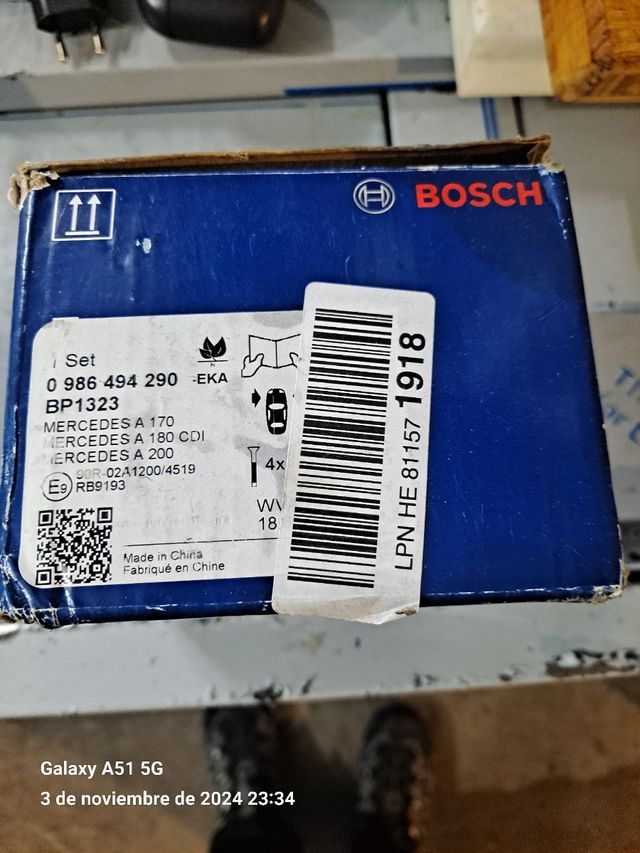 BOSCH
1 Set
0 986 494 290 -EKA
N
BP1323
MERCEDES A 170
MERCEDES A 180 CDI
MERCEDES A 200
4x
E9
90R-02A1200/4519
RB9193
18
Made in China
Fabriqué en Chine
LPN HE 81157 1918
Galaxy A51 5G
3 de noviembre de 2024 23:34